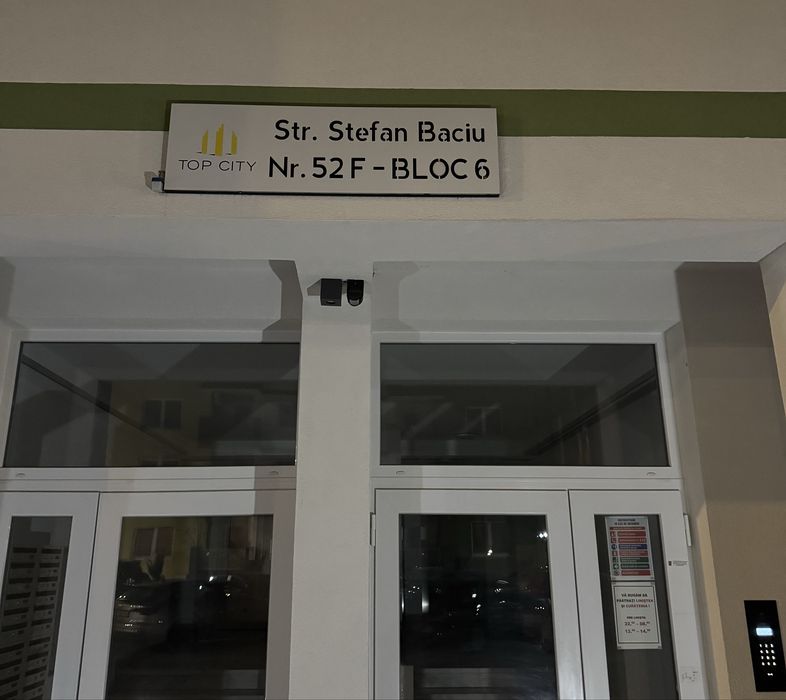 Str. Stefan Baciu
TOP CITY
Nr. 52 F - BLOC 6
VĂ RUGĂM SĂ
PĂSTRAȚI LINIȘTEA
ȘI CURĂȚENIA !